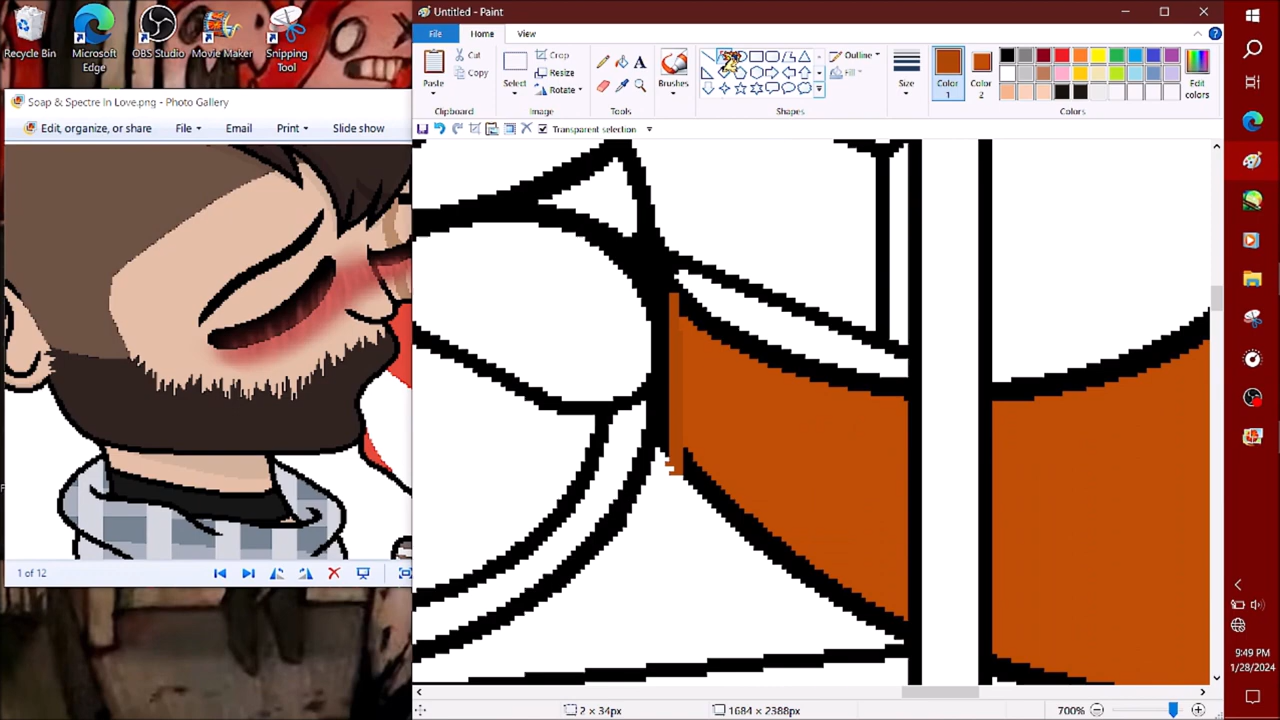 Recycle Bin
Microsoft Edge
OBS Studio
Movie Maker
Snipping Tool
Soap & Spectre In Love.png - Photo Gallery
Edit, organize, or share
File
Email
Print
Slide show
1 of 12
Untitled - Paint
File
Home
View
Paste
Cut
Copy
Clipboard
Select
Crop
Resize
Rotate
Image
Tools
Brushes
Shapes
Outline
Fill
Size
Color 1
Color 2
Edit colors
Colors
Transparent selection
2 × 34px
1684 × 2388px
700%
9:49 PM
1/28/2024